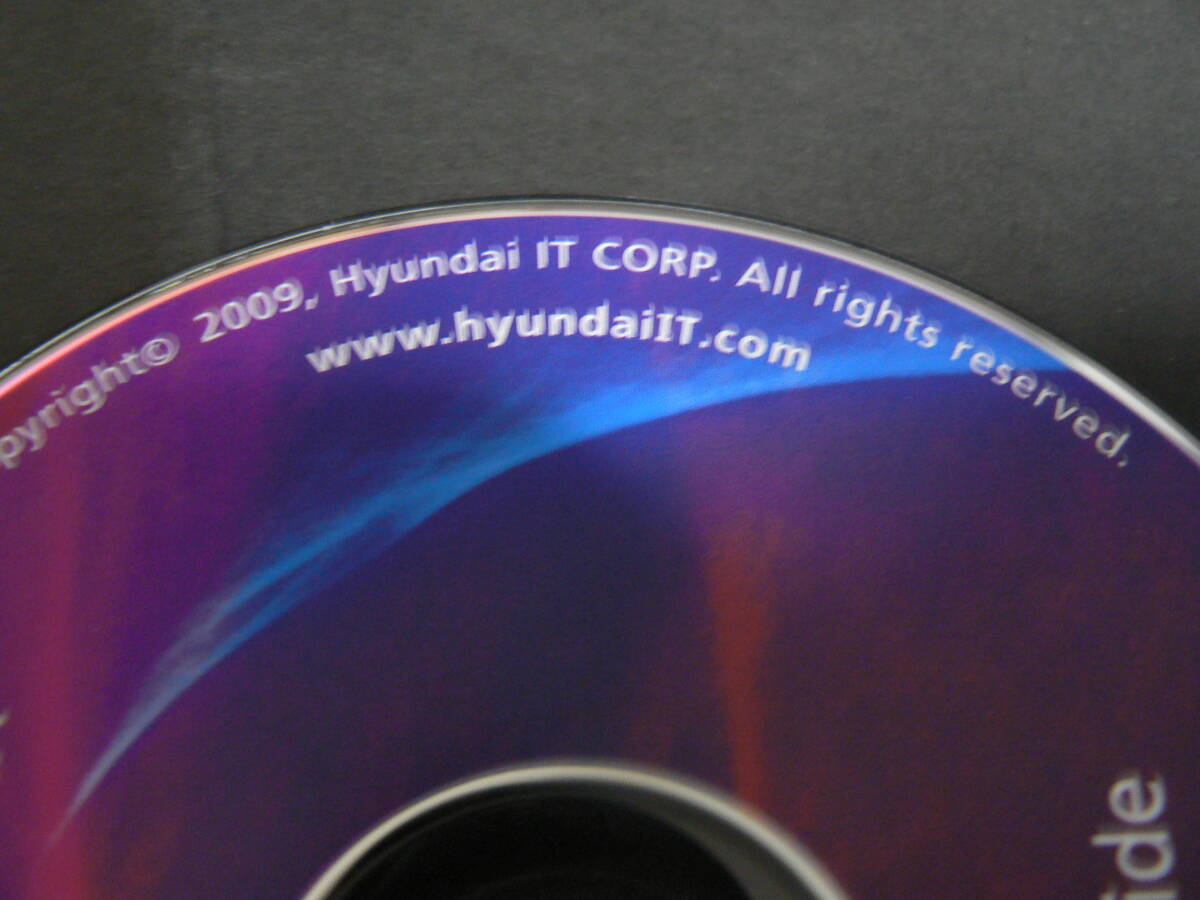 pyright© 2009, Hyundai IT CORP. All rights reserved.
www.hyundaiIT.com
ide